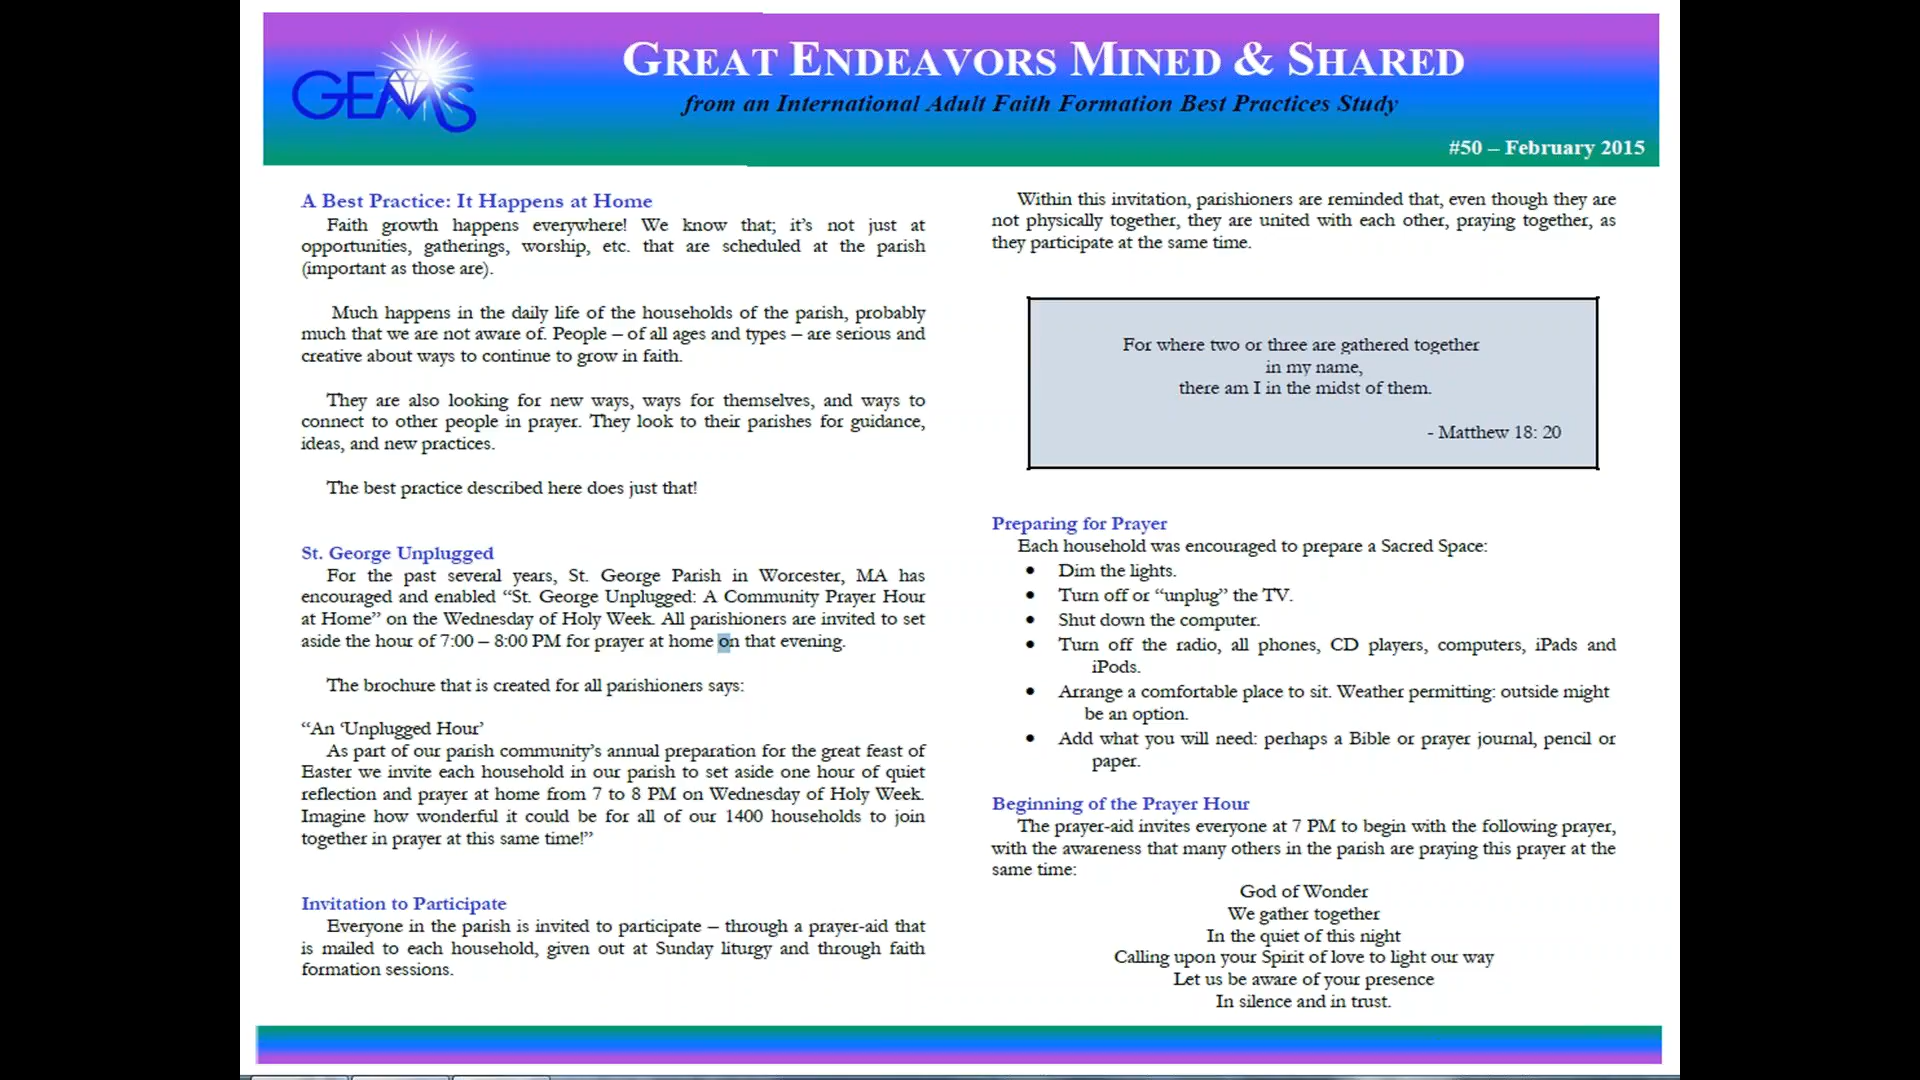 GEMS
GREAT ENDEAVORS MINED & SHARED
from an International Adult Faith Formation Best Practices Study
#50 – February 2015
A Best Practice: It Happens at Home
Faith growth happens everywhere! We know that; it’s not just at
opportunities, gatherings, worship, etc. that are scheduled at the parish
(important as those are).
Much happens in the daily life of the households of the parish, probably
much that we are not aware of. People – of all ages and types – are serious and
creative about ways to continue to grow in faith.
They are also looking for new ways, ways for themselves, and ways to
connect to other people in prayer. They look to their parishes for guidance,
ideas, and new practices.
The best practice described here does just that!
St. George Unplugged
For the past several years, St. George Parish in Worcester, MA has
encouraged and enabled “St. George Unplugged: A Community Prayer Hour
at Home” on the Wednesday of Holy Week. All parishioners are invited to set
aside the hour of 7:00 – 8:00 PM for prayer at home on that evening.
The brochure that is created for all parishioners says:
“An ‘Unplugged Hour’
As part of our parish community’s annual preparation for the great feast of
Easter we invite each household in our parish to set aside one hour of quiet
reflection and prayer at home from 7 to 8 PM on Wednesday of Holy Week.
Imagine how wonderful it could be for all of our 1400 households to join
together in prayer at this same time!”
Invitation to Participate
Everyone in the parish is invited to participate – through a prayer-aid that
is mailed to each household, given out at Sunday liturgy and through faith
formation sessions.
Within this invitation, parishioners are reminded that, even though they are
not physically together, they are united with each other, praying together, as
they participate at the same time.
For where two or three are gathered together
in my name,
there am I in the midst of them.
- Matthew 18: 20
Preparing for Prayer
Each household was encouraged to prepare a Sacred Space:
• Dim the lights.
• Turn off or “unplug” the TV.
• Shut down the computer.
• Turn off the radio, all phones, CD players, computers, iPads and
iPods.
• Arrange a comfortable place to sit. Weather permitting: outside might
be an option.
• Add what you will need: perhaps a Bible or prayer journal, pencil or
paper.
Beginning of the Prayer Hour
The prayer-aid invites everyone at 7 PM to begin with the following prayer,
with the awareness that many others in the parish are praying this prayer at the
same time:
God of Wonder
We gather together
In the quiet of this night
Calling upon your Spirit of love to light our way
Let us be aware of your presence
In silence and in trust.